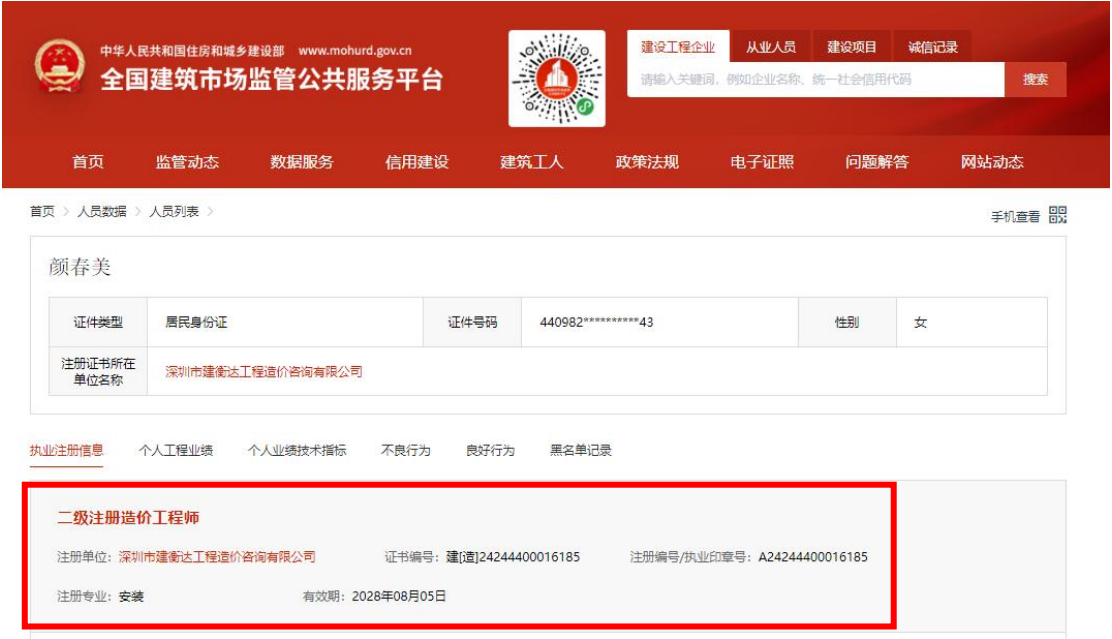 中华人民共和国住房和城乡建设部 www.mohurd.gov.cn
全国建筑市场监管公共服务平台
建设工程企业 从业人员 建设项目 诚信记录
请输入关键词，例如企业名称、统一社会信用代码 搜索
首页 监管动态 数据服务 信用建设 建筑工人 政策法规 电子证照 问题解答 网站动态
首页 > 人员数据 > 人员列表 >
手机查看
颜春美
证件类型 居民身份证 证件号码 440982**********43 性别 女
注册证书所在
单位名称
深圳市建衡达工程造价咨询有限公司
执业注册信息 个人工程业绩 个人业绩技术指标 不良行为 良好行为 黑名单记录
二级注册造价工程师
注册单位：深圳市建衡达工程造价咨询有限公司 证书编号：建[造]24244400016185 注册编号/执业印章号：A24244400016185
注册专业：安装 有效期：2028年08月05日